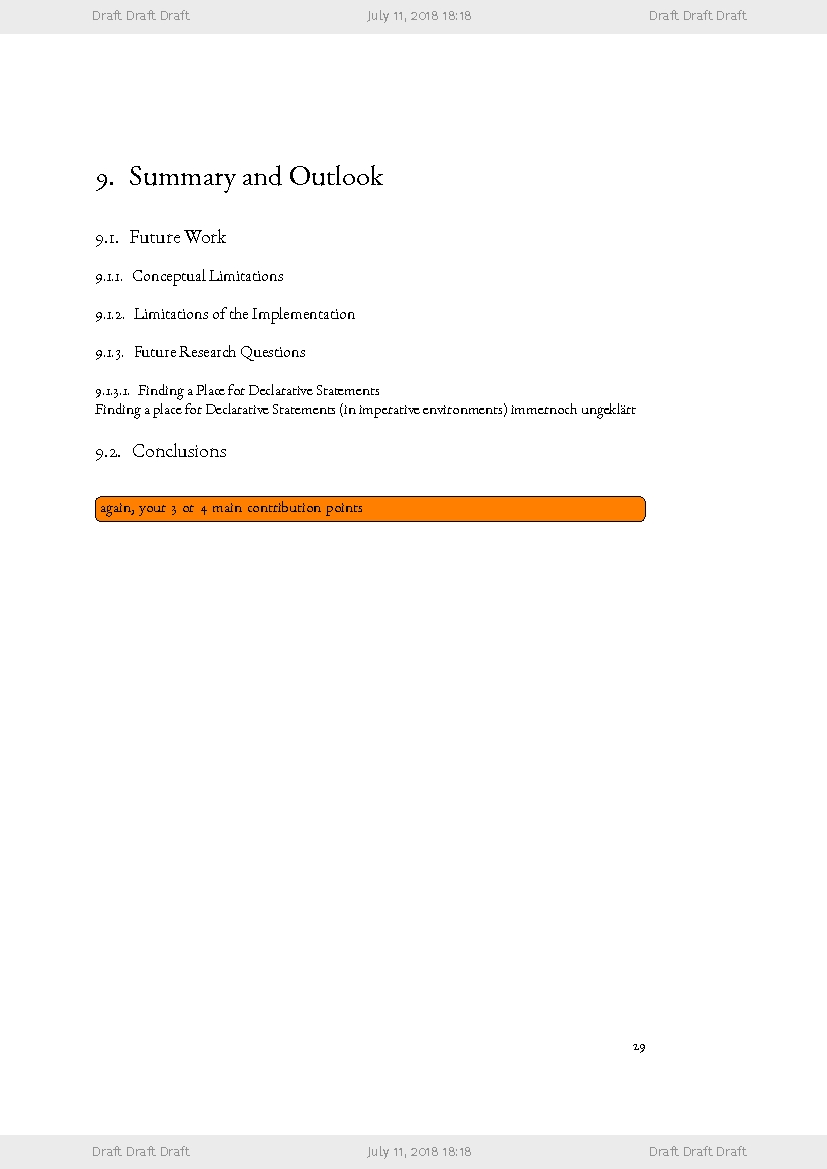 Draft Draft Draft July 11, 2018 18:18 Draft Draft Draft
9. Summary and Outlook
9.1. Future Work
9.1.1. Conceptual Limitations
9.1.2. Limitations of the Implementation
9.1.3. Future Research Questions
9.1.3.1. Finding a Place for Declarative Statements
Finding a place for Declarative Statements (in imperative environments) immernoch ungeklärt
9.2. Conclusions
again, your 3 or 4 main contribution points
29
Draft Draft Draft July 11, 2018 18:18 Draft Draft Draft